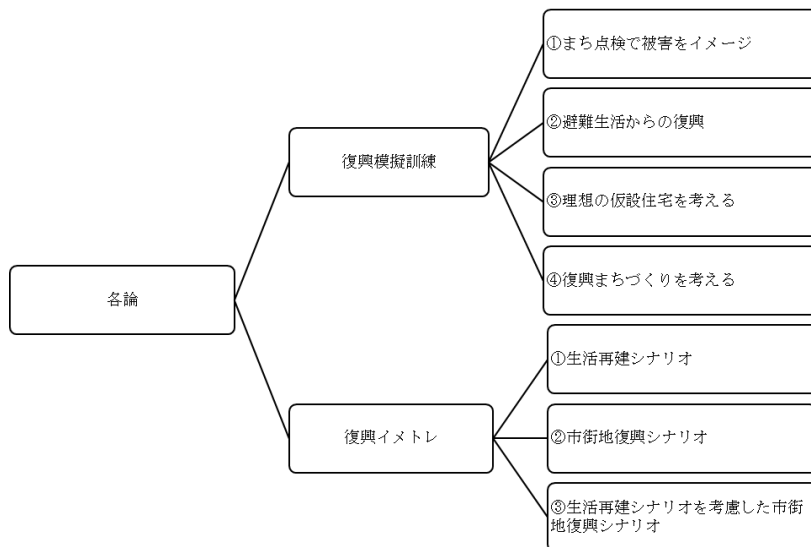 各論
復興模擬訓練
①まち点検で被害をイメージ
②避難生活からの復興
③理想の仮設住宅を考える
④復興まちづくりを考える
復興イメトレ
①生活再建シナリオ
②市街地復興シナリオ
③生活再建シナリオを考慮した市街
地復興シナリオ